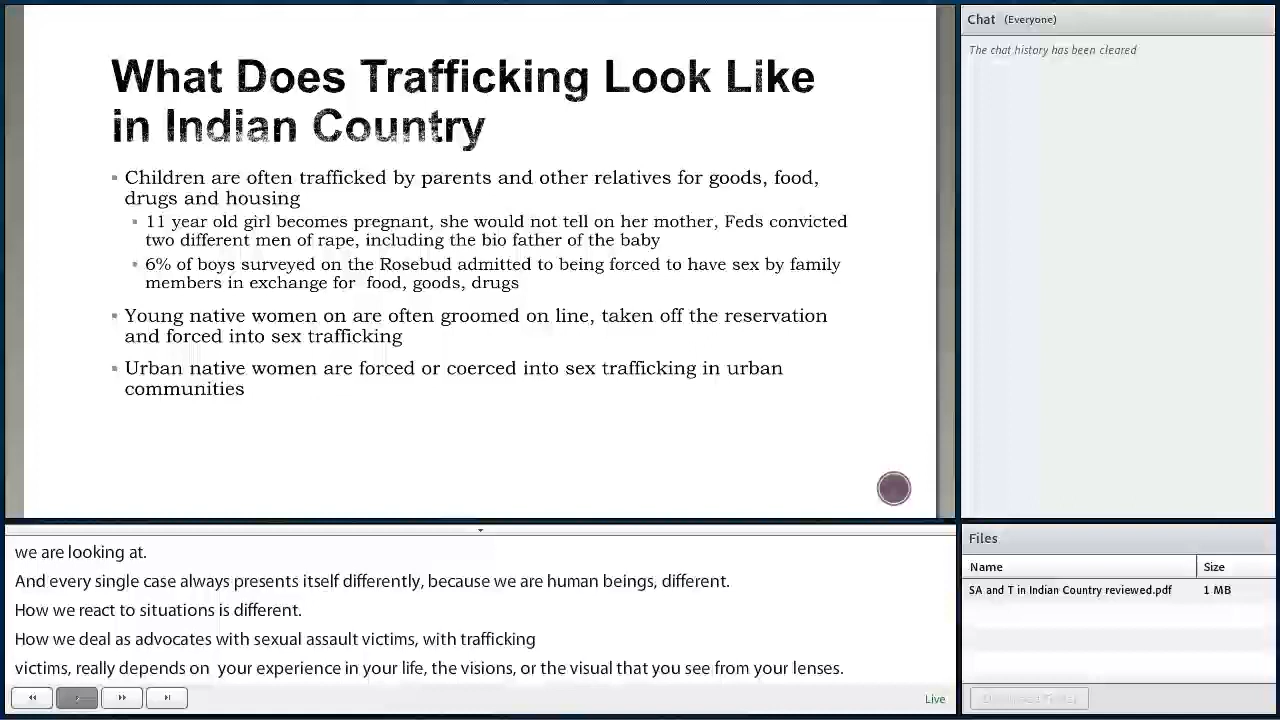 What Does Trafficking Look Like
in Indian Country
Children are often trafficked by parents and other relatives for goods, food,
drugs and housing
11 year old girl becomes pregnant, she would not tell on her mother, Feds convicted
two different men of rape, including the bio father of the baby
6% of boys surveyed on the Rosebud admitted to being forced to have sex by family
members in exchange for food, goods, drugs
Young native women on are often groomed on line, taken off the reservation
and forced into sex trafficking
Urban native women are forced or coerced into sex trafficking in urban
communities
Chat (Everyone)
The chat history has been cleared
we are looking at.
And every single case always presents itself differently, because we are human beings, different.
How we react to situations is different.
How we deal as advocates with sexual assault victims, with trafficking
victims, really depends on your experience in your life, the visions, or the visual that you see from your lenses.
Live
Files
Name Size
SA and T in Indian Country reviewed.pdf 1 MB